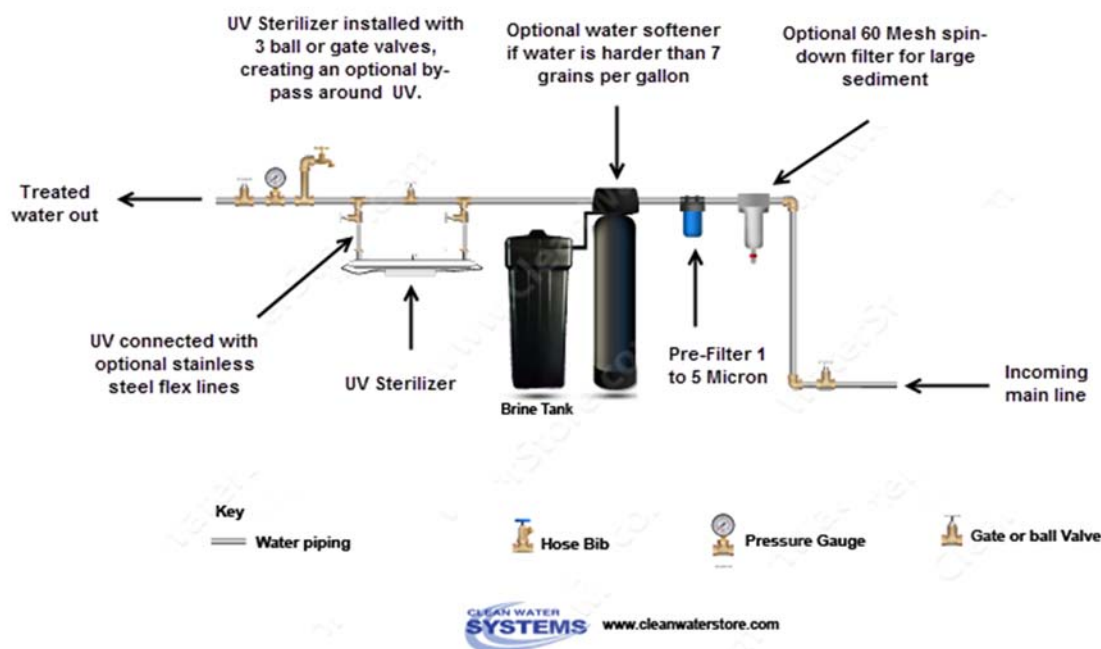 UV Sterilizer installed with
3 ball or gate valves,
creating an optional by-
pass around UV.
Optional water softener
if water is harder than 7
grains per gallon
Optional 60 Mesh spin-
down filter for large
sediment
Treated
water out
UV connected with
optional stainless
steel flex lines
UV Sterilizer
Brine Tank
Pre-Filter 1
to 5 Micron
Incoming
main line
Key
Water piping
Hose Bib
Pressure Gauge
Gate or ball Valve
CLEAN WATER
SYSTEMS
www.cleanwaterstore.com